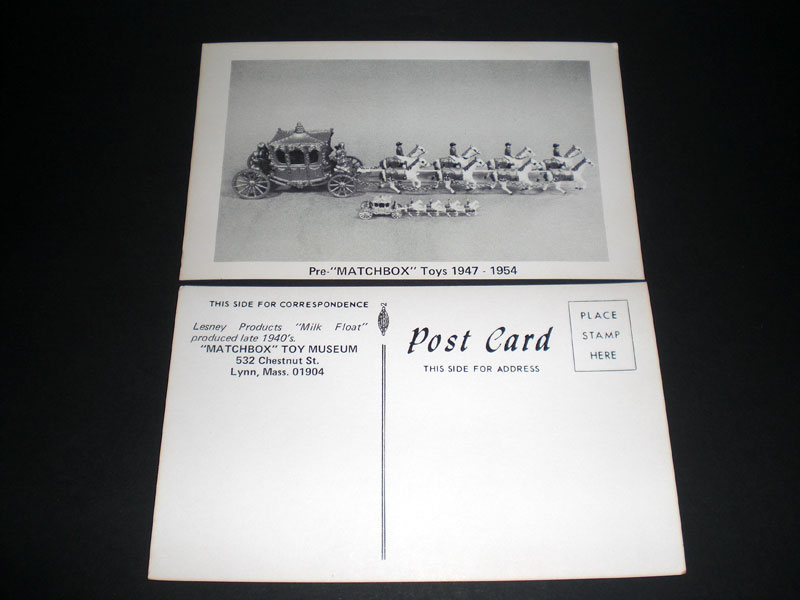 Pre-"MATCHBOX" Toys 1947 - 1954
THIS SIDE FOR CORRESPONDENCE
Lesney Products "Milk Float"
produced late 1940's.
"MATCHBOX" TOY MUSEUM
532 Chestnut St.
Lynn, Mass. 01904
Post Card
THIS SIDE FOR ADDRESS
PLACE
STAMP
HERE